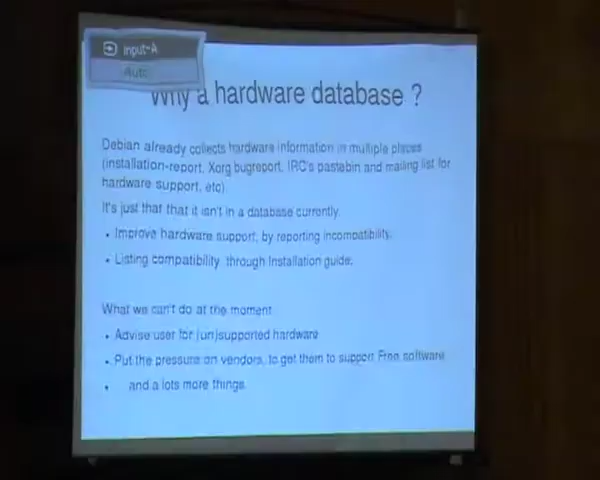 Input-A
Auto
Why a hardware database ?
Debian already collects hardware information in multiple places
(installation-report, Xorg bugreport, IRC's pastebin and mailing list for
hardware support, etc)
It's just that that it isn't in a database currently.
• Improve hardware support, by reporting incompatibility.
• Listing compatibility through Installation guide.
What we can't do at the moment
• Advise user for (un)supported hardware
• Put the pressure on vendors, to get them to support Free software
• and a lots more things.